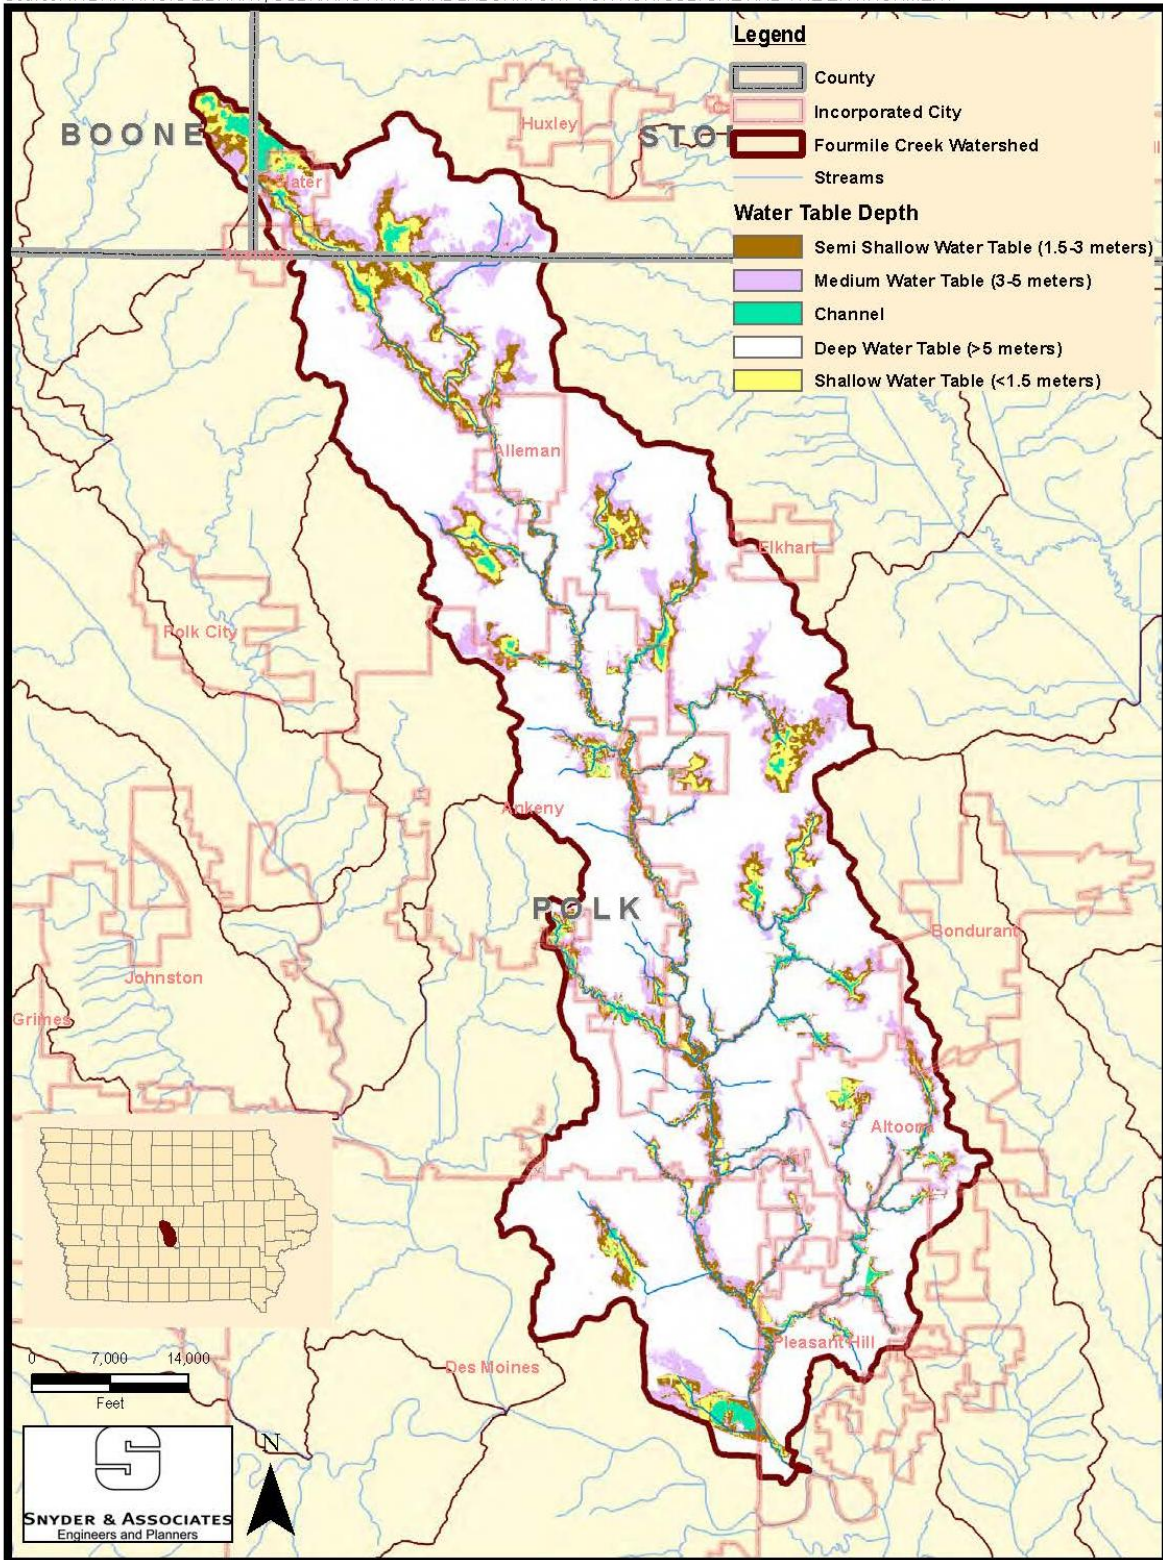 Legend
County
Incorporated City
Fourmile Creek Watershed
Streams
Water Table Depth
Semi Shallow Water Table (1.5-3 meters)
Medium Water Table (3-5 meters)
Channel
Deep Water Table (>5 meters)
Shallow Water Table (<1.5 meters)
BOONE
Huxley
Alleman
Elkhart
Polk City
Ankeny
POLK
Bondurant
Johnston
Grimes
Altoona
Pleasant Hill
Des Moines
0 7,000 14,000
Feet
N
S
SNYDER & ASSOCIATES
Engineers and Planners